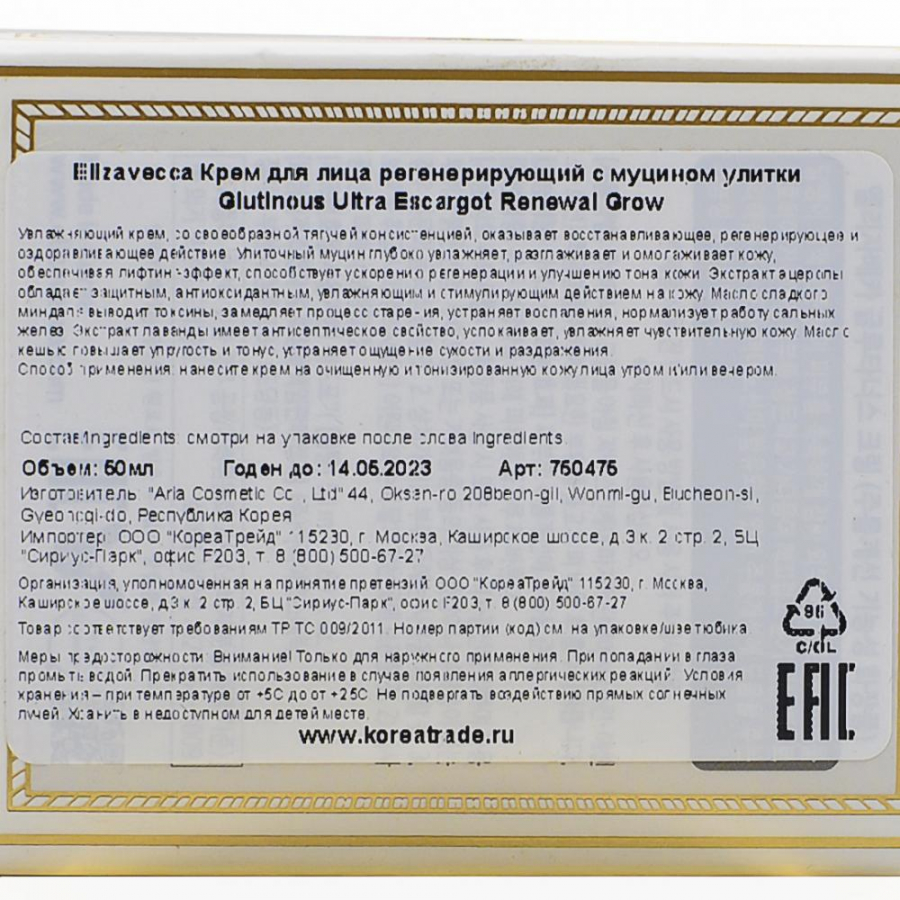 Elizavecca Крем для лица регенерирующий с муцином улитки
Glutinous Ultra Escargot Renewal Grow
Увлажняющий крем, со своеобразной тягучей консистенцией, оказывает восстанавливающее, регенерирующее и
оздоравливающее действие. Улиточный муцин глубоко увлажняет, разглаживает и омолаживает кожу,
обеспечивая лифтинг-эффект, способствует ускорению регенерации и улучшению тона кожи. Экстракт ацеролы
обладает защитным, антиоксидантным, увлажняющим и стимулирующим действием на кожу. Масло сладкого
миндаля выводит токсины, замедляет процесс старения, устраняет воспаления, нормализует работу сальных
желез. Экстракт лаванды имеет антисептическое свойство, успокаивает, увлажняет чувствительную кожу. Масло
кешью повышает упругость и тонус, устраняет ощущение сухости и раздражения.
Способ применения: нанесите крем на очищенную и тонизированную кожу лица утром и/или вечером.
Состав/Ingredients: смотри на упаковке после слова Ingredients.
Объем: 50мл Годен до: 14.05.2023 Арт: 750475
Изготовитель: "Aria Cosmetic Co., Ltd" 44, Oksan-ro 208beon-gil, Wonmi-gu, Bucheon-si,
Gyeonggi-do, Республика Корея
Импортер: ООО "КореаТрейд" 115230, г. Москва, Каширское шоссе, д.3 к. 2 стр. 2, БЦ
"Сириус-Парк", офис F203, т. 8 (800) 500-67-27
Организация, уполномоченная на принятие претензий: ООО "КореаТрейд" 115230, г. Москва,
Каширское шоссе, д.3 к. 2 стр. 2, БЦ "Сириус-Парк", офис F203, т. 8 (800) 500-67-27
Товар соответствует требованиям ТР ТС 009/2011. Номер партии (код) см. на упаковке/шве тюбика
Меры предосторожности: Внимание! Только для наружного применения. При попадании в глаза
промыть водой. Прекратить использование в случае появления аллергических реакций. Условия
хранения – при температуре от +5С до от +25С. Не подвергать воздействию прямых солнечных
лучей. Хранить в недоступном для детей месте.
www.koreatrade.ru
C/
EAC